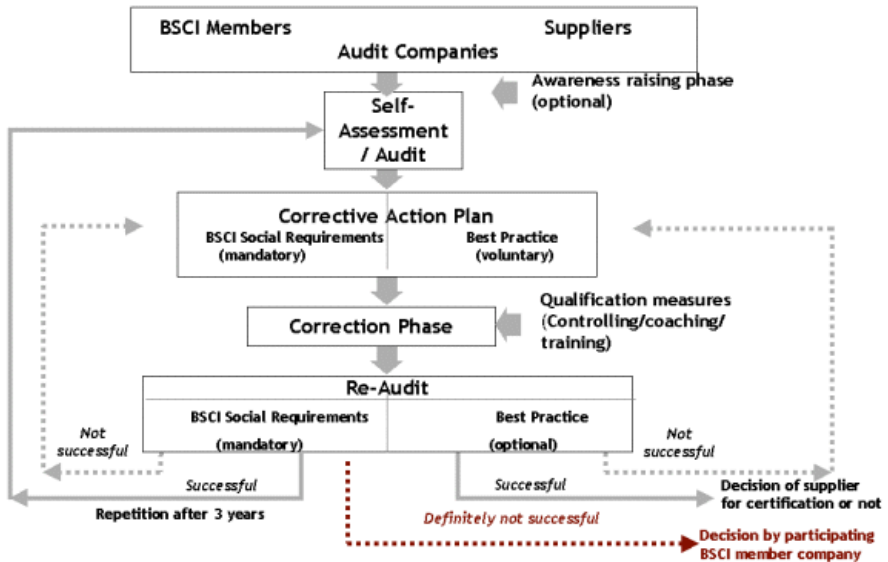 BSCI Members Suppliers
Audit Companies
Awareness raising phase
(optional)
Self-
Assessment
/ Audit
Corrective Action Plan
BSCI Social Requirements
(mandatory)
Best Practice
(voluntary)
Qualification measures
(Controlling/coaching/
training)
Correction Phase
Re-Audit
BSCI Social Requirements
(mandatory)
Best Practice
(optional)
Not
successful
Not
successful
Successful
Successful
Repetition after 3 years
Decision of supplier
for certification or not
Definitely not successful
Decision by participating
BSCI member company